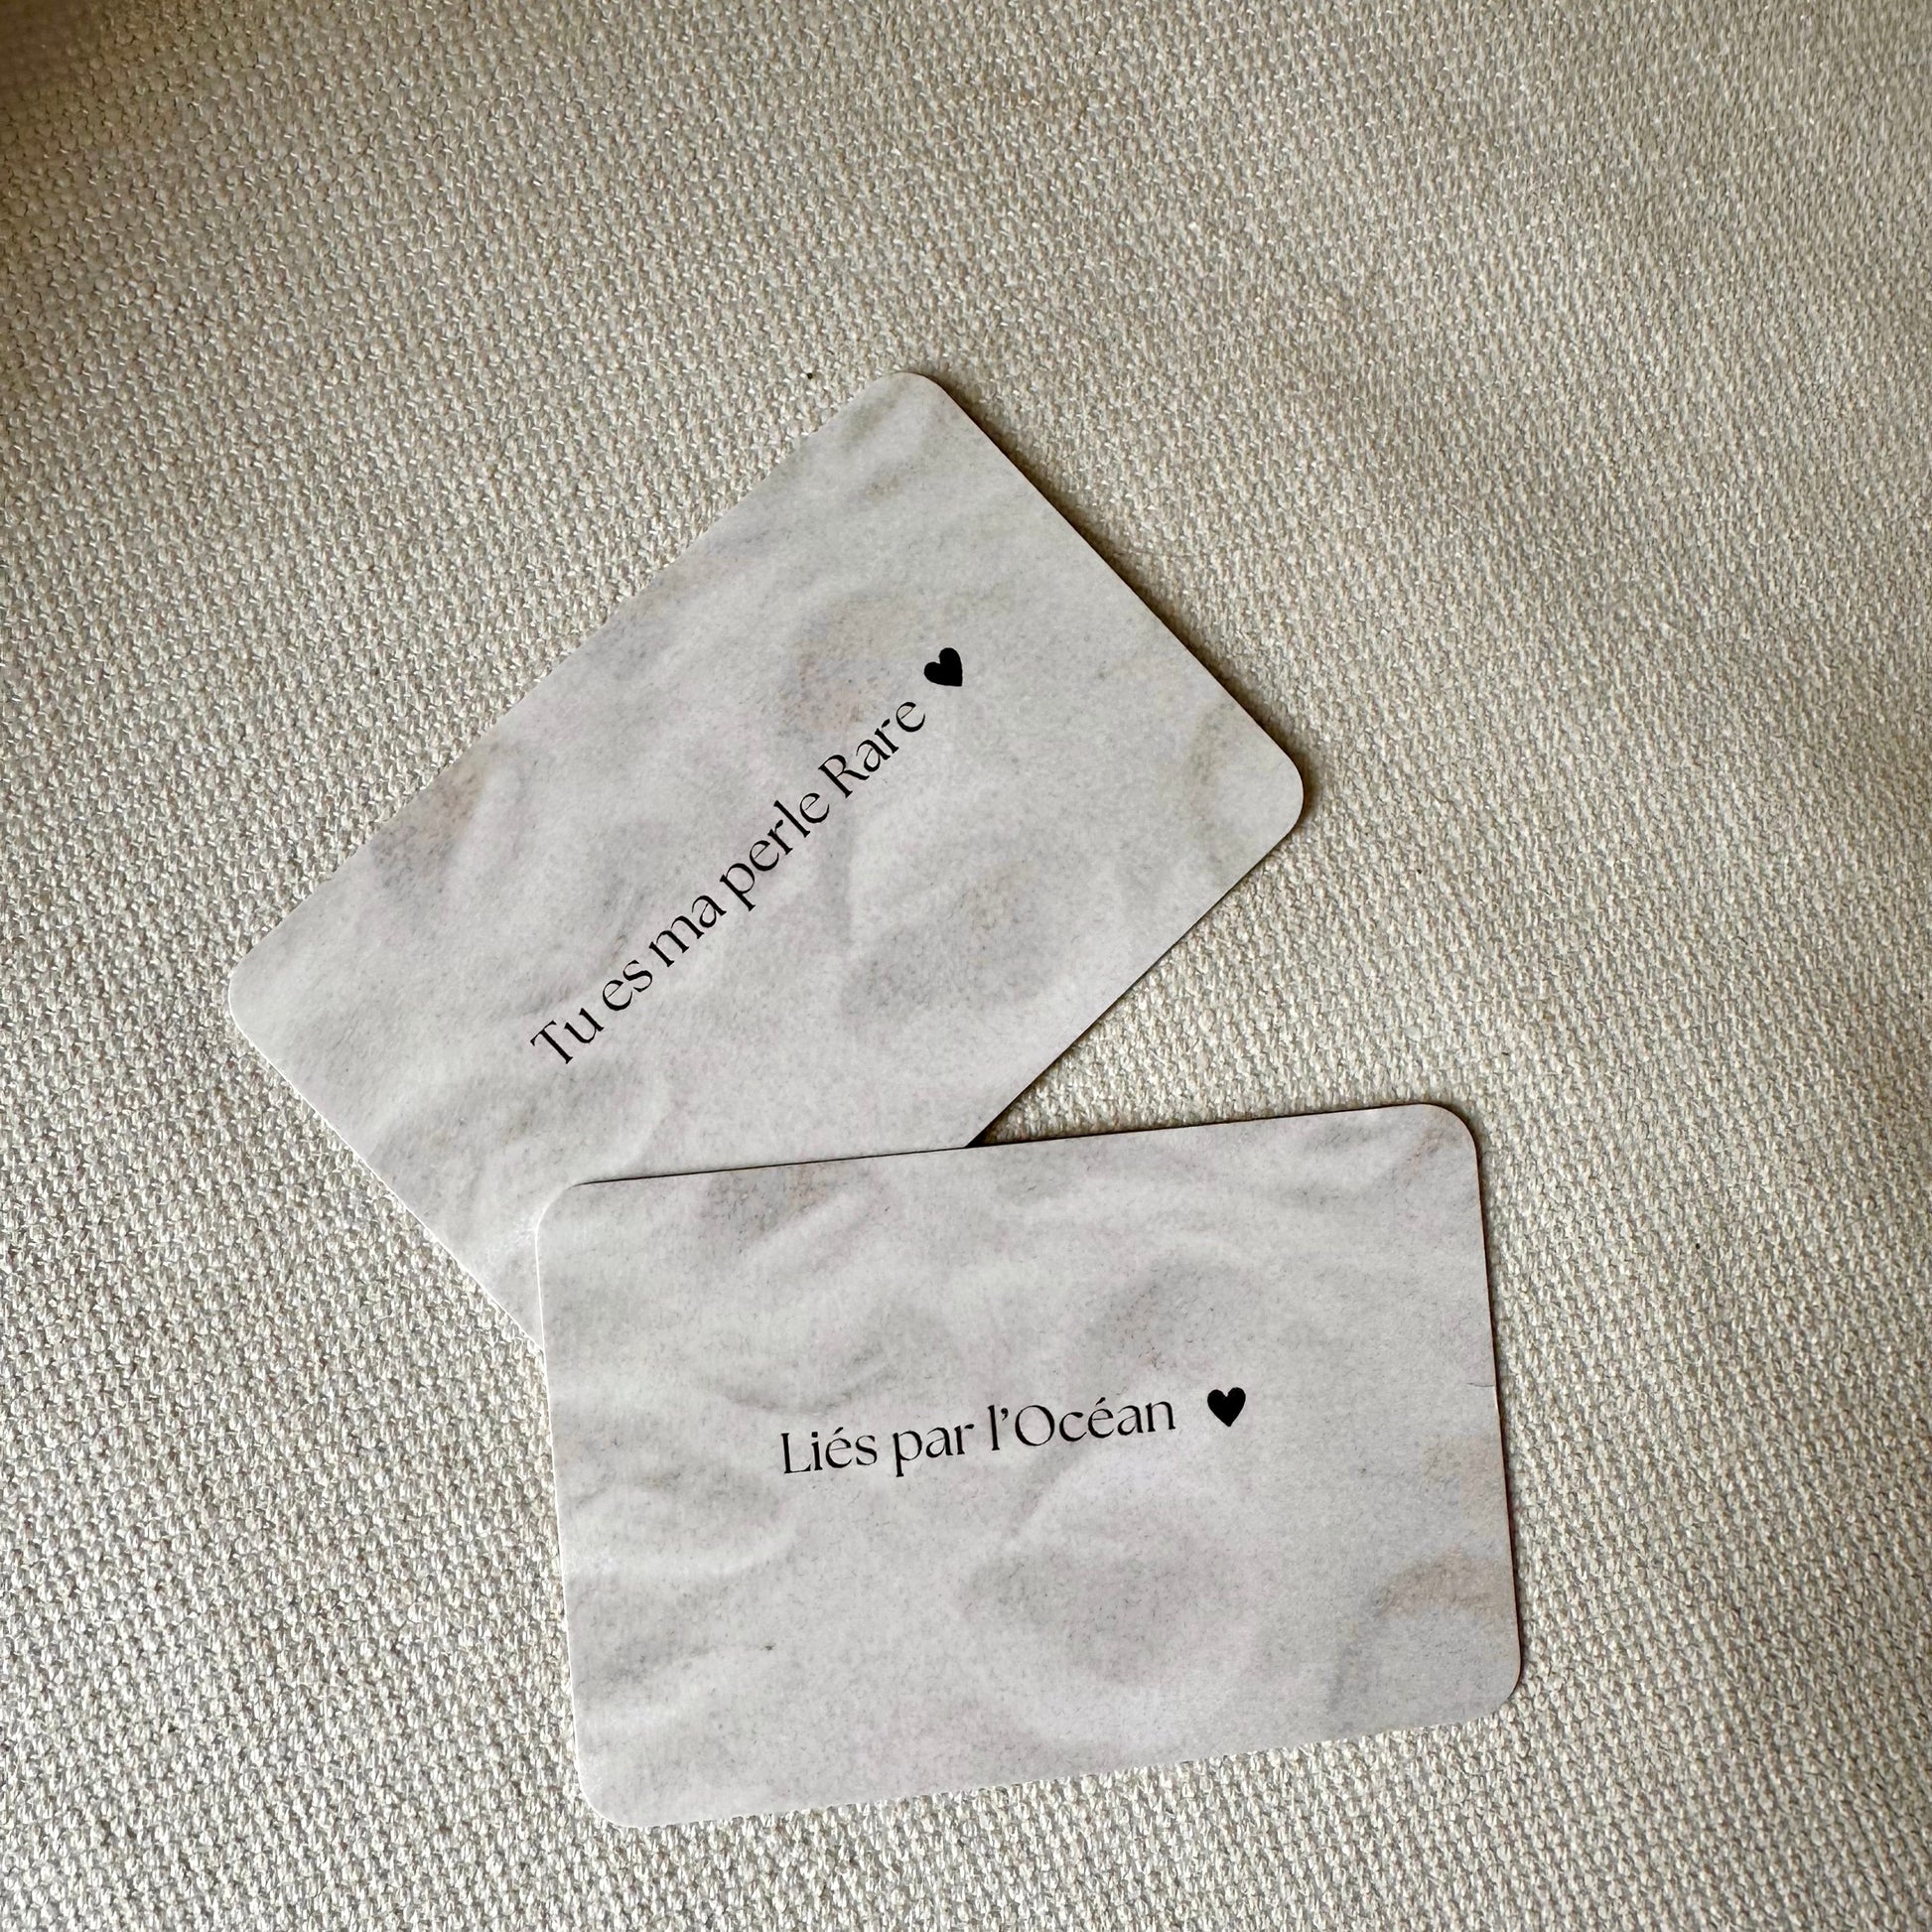 Tu es ma perle Rare ♥
Liés par l'Océan ♥